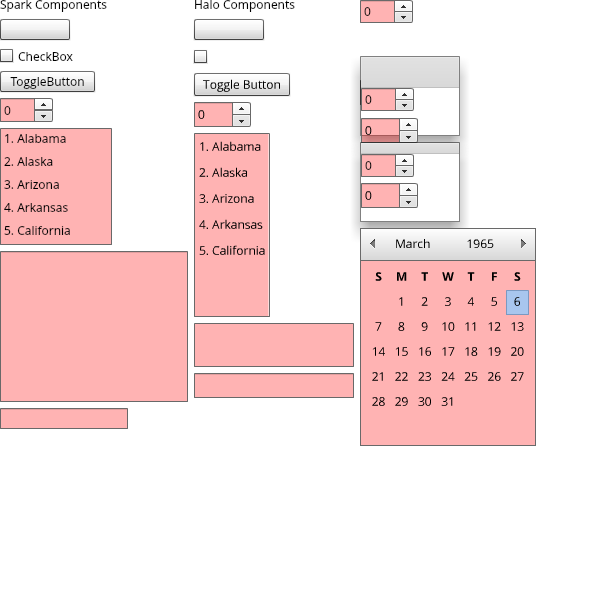 Spark Components
CheckBox
ToggleButton
0
1. Alabama
2. Alaska
3. Arizona
4. Arkansas
5. California
Halo Components
Toggle Button
0
1. Alabama
2. Alaska
3. Arizona
4. Arkansas
5. California
0
0
0
0
0
March 1965
S M T W T F S
1 2 3 4 5 6
7 8 9 10 11 12 13
14 15 16 17 18 19 20
21 22 23 24 25 26 27
28 29 30 31